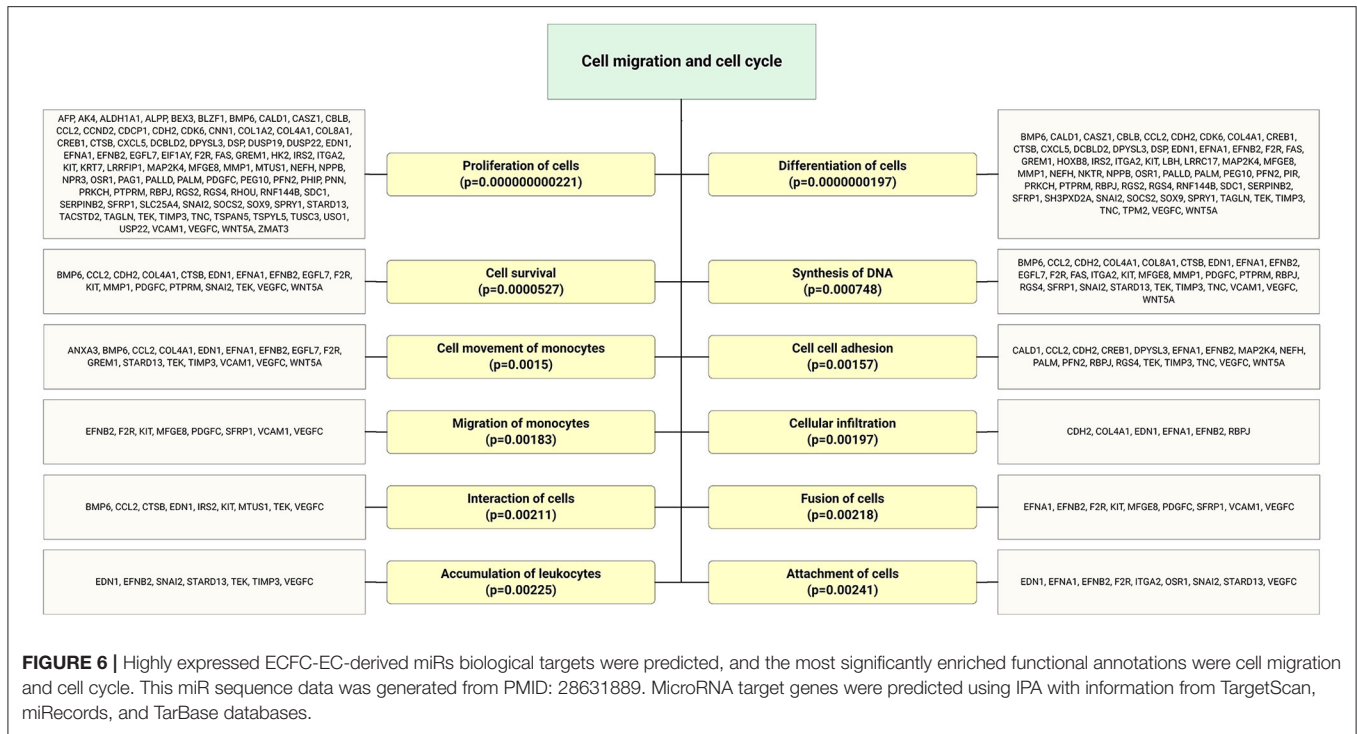 Cell migration and cell cycle
AFP, AK4, ALDH1A1, ALPP, BEX3, BLZF1, BMP6, CALD1, CASZ1, CBLB,
CCL2, CCND2, CDCP1, CDH2, CDK6, CNN1, COL1A2, COL4A1, COL8A1,
CREB1, CTSB, CXCL5, DCBLD2, DPYSL3, DSP, DUSP19, DUSP22, EDN1,
EFNA1, EFNB2, EGFL7, EIF1AY, F2R, FAS, GREM1, HK2, IRS2, ITGA2,
KIT, KRT7, LRRFIP1, MAP2K4, MFGE8, MMP1, MTUS1, NEFH, NPPB,
NPR3, OSR1, PAG1, PALLD, PALM, PDGFC, PEG10, PFN2, PHIP, PNN,
PRKCH, PTPRM, RBPJ, RGS2, RGS4, RHOU, RNF144B, SDC1,
SERPINB2, SFRP1, SLC25A4, SNAI2, SOCS2, SOX9, SPRY1, STARD13,
TACSTD2, TAGLN, TEK, TIMP3, TNC, TSPAN5, TSPYL5, TUSC3, USO1,
USP22, VCAM1, VEGFC, WNT5A, ZMAT3
Proliferation of cells
(p=0.000000000221)
Differentiation of cells
(p=0.0000000197)
BMP6, CALD1, CASZ1, CBLB, CCL2, CDH2, CDK6, COL4A1, CREB1,
CTSB, CXCL5, DCBLD2, DPYSL3, DSP, EDN1, EFNA1, EFNB2, F2R, FAS,
GREM1, HOXB8, IRS2, ITGA2, KIT, LBH, LRRC17, MAP2K4, MFGE8,
MMP1, NEFH, NKTR, NPPB, OSR1, PALLD, PALM, PEG10, PFN2, PIR,
PRKCH, PTPRM, RBPJ, RGS2, RGS4, RNF144B, SDC1, SERPINB2,
SFRP1, SH3PXD2A, SNAI2, SOCS2, SOX9, SPRY1, TAGLN, TEK, TIMP3,
TNC, TPM2, VEGFC, WNT5A
BMP6, CCL2, CDH2, COL4A1, CTSB, EDN1, EFNA1, EFNB2, EGFL7, F2R,
KIT, MMP1, PDGFC, PTPRM, SNAI2, TEK, VEGFC, WNT5A
Cell survival
(p=0.0000527)
Synthesis of DNA
(p=0.000748)
BMP6, CCL2, CDH2, COL4A1, COL8A1, CTSB, EDN1, EFNA1, EFNB2,
EGFL7, F2R, FAS, ITGA2, KIT, MFGE8, MMP1, PDGFC, PTPRM, RBPJ,
RGS4, SFRP1, SNAI2, STARD13, TEK, TIMP3, TNC, VCAM1, VEGFC,
WNT5A
ANXA3, BMP6, CCL2, COL4A1, EDN1, EFNA1, EFNB2, EGFL7, F2R,
GREM1, STARD13, TEK, TIMP3, VCAM1, VEGFC, WNT5A
Cell movement of monocytes
(p=0.0015)
Cell cell adhesion
(p=0.00157)
CALD1, CCL2, CDH2, CREB1, DPYSL3, EFNA1, EFNB2, MAP2K4, NEFH,
PALM, PFN2, RBPJ, RGS4, TEK, TIMP3, TNC, VEGFC, WNT5A
EFNB2, F2R, KIT, MFGE8, PDGFC, SFRP1, VCAM1, VEGFC
Migration of monocytes
(p=0.00183)
Cellular infiltration
(p=0.00197)
CDH2, COL4A1, EDN1, EFNA1, EFNB2, RBPJ
BMP6, CCL2, CTSB, EDN1, IRS2, KIT, MTUS1, TEK, VEGFC
Interaction of cells
(p=0.00211)
Fusion of cells
(p=0.00218)
EFNA1, EFNB2, F2R, KIT, MFGE8, PDGFC, SFRP1, VCAM1, VEGFC
EDN1, EFNB2, SNAI2, STARD13, TEK, TIMP3, VEGFC
Accumulation of leukocytes
(p=0.00225)
Attachment of cells
(p=0.00241)
EDN1, EFNA1, EFNB2, F2R, ITGA2, OSR1, SNAI2, STARD13, VEGFC
FIGURE 6 | Highly expressed ECFC-EC-derived miRs biological targets were predicted, and the most significantly enriched functional annotations were cell migration
and cell cycle. This miR sequence data was generated from PMID: 28631889. MicroRNA target genes were predicted using IPA with information from TargetScan,
miRecords, and TarBase databases.